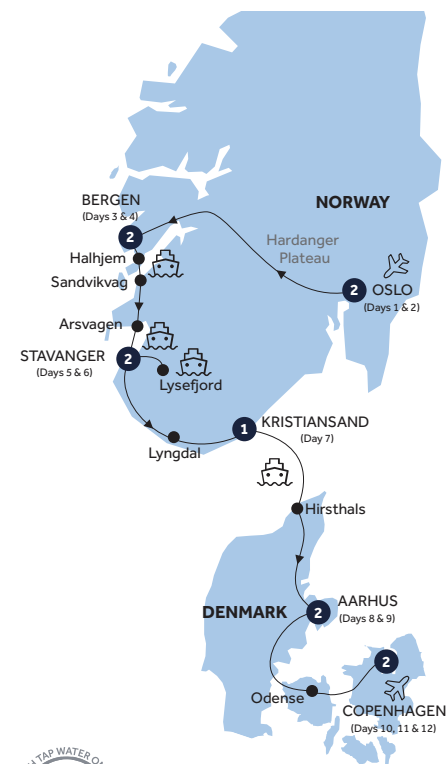 BERGEN
(Days 3 & 4)
2
NORWAY
Hardanger
Plateau
Halhjem
Sandvikvag
2
OSLO
(Days 1 & 2)
Arsvagen
STAVANGER
(Days 5 & 6)
2
Lysefjord
1
KRISTIANSAND
(Day 7)
Lyngdal
Hirsthals
DENMARK
2
AARHUS
(Days 8 & 9)
2
Odense
COPENHAGEN
(Days 10, 11 & 12)
TAP WATER